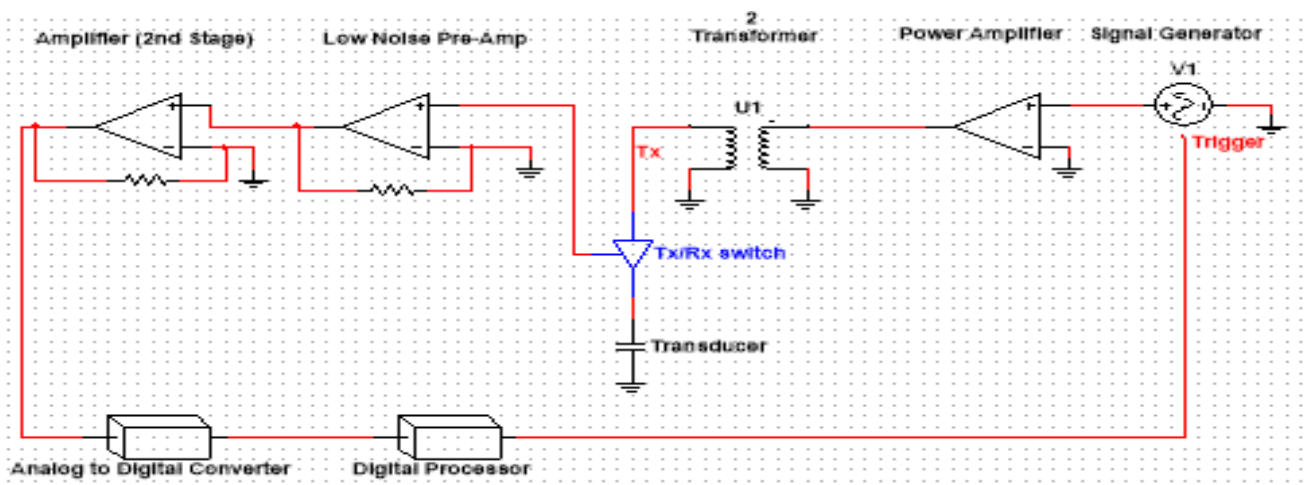 2
Amplifier (2nd Stage) Low Noise Pre-Amp Transformer Power Amplifier Signal Generator
V1
U1
Tx
Trigger
Tx/Rx switch
Transducer
Analog to Digital Converter Digital Processor